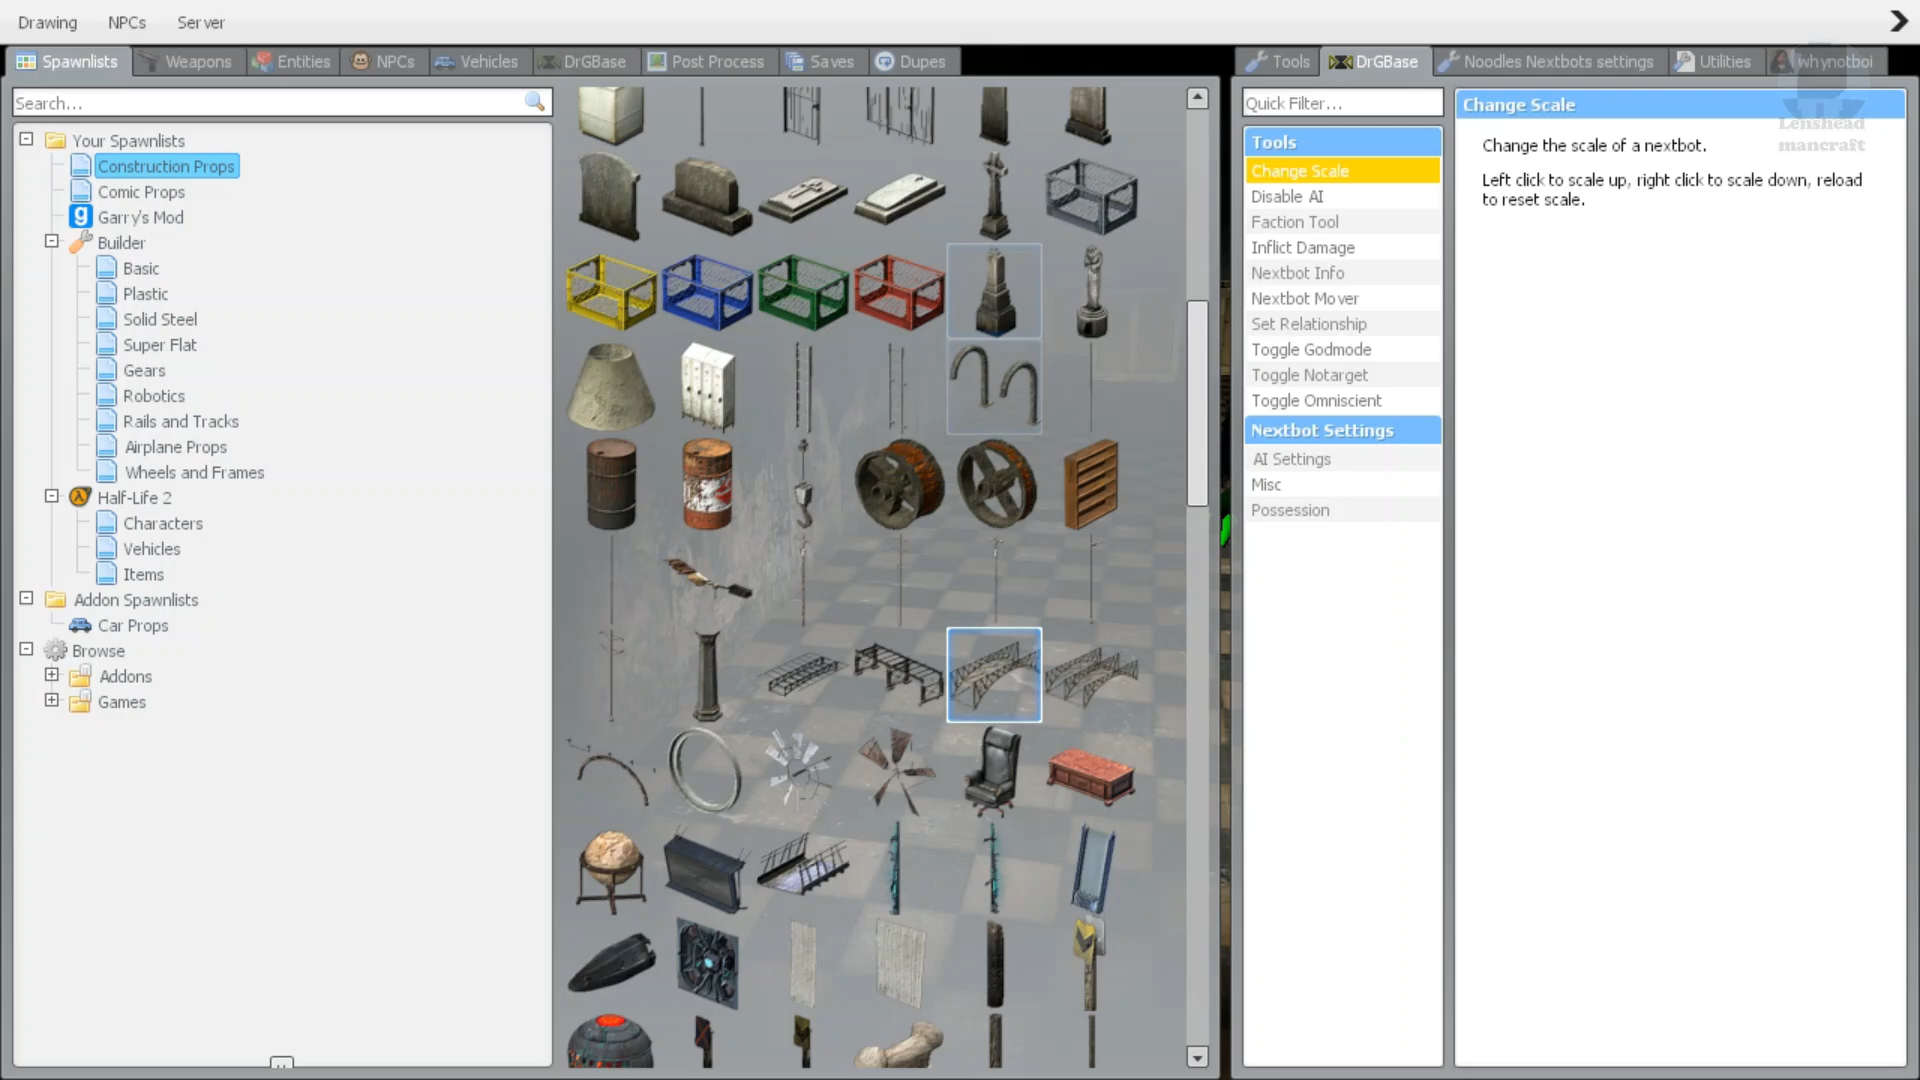 Drawing NPCs Server
Spawnlists Weapons Entities NPCs Vehicles DrGBase Post Process Saves Dupes
Tools DrGBase Noodles Nextbots settings Utilities whynotboi
Search...
Your Spawnlists
Construction Props
Comic Props
Garry's Mod
Builder
Basic
Plastic
Solid Steel
Super Flat
Gears
Robotics
Rails and Tracks
Airplane Props
Wheels and Frames
Half-Life 2
Characters
Vehicles
Items
Addon Spawnlists
Car Props
Browse
Addons
Games
Quick Filter...
Tools
Change Scale
Disable AI
Faction Tool
Inflict Damage
Nextbot Info
Nextbot Mover
Set Relationship
Toggle Godmode
Toggle Notarget
Toggle Omniscient
Nextbot Settings
AI Settings
Misc
Possession
Change Scale
Change the scale of a nextbot.
Left click to scale up, right click to scale down, reload
to reset scale.
Lenshead
mancraft